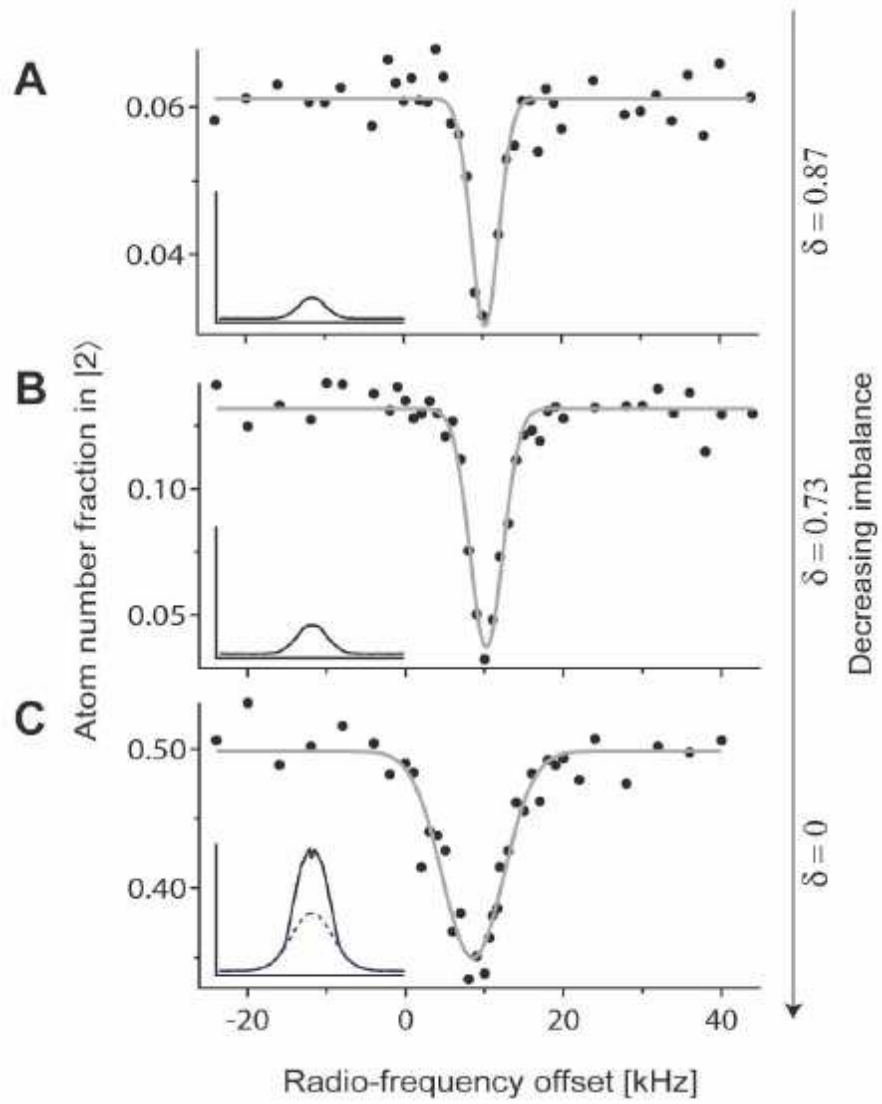 A
0.06
0.04
δ = 0.87
B
0.10
0.05
δ = 0.73
C
0.50
0.40
δ = 0
-20
0
20
40
Radio-frequency offset [kHz]
Atom number fraction in |2⟩
Decreasing imbalance